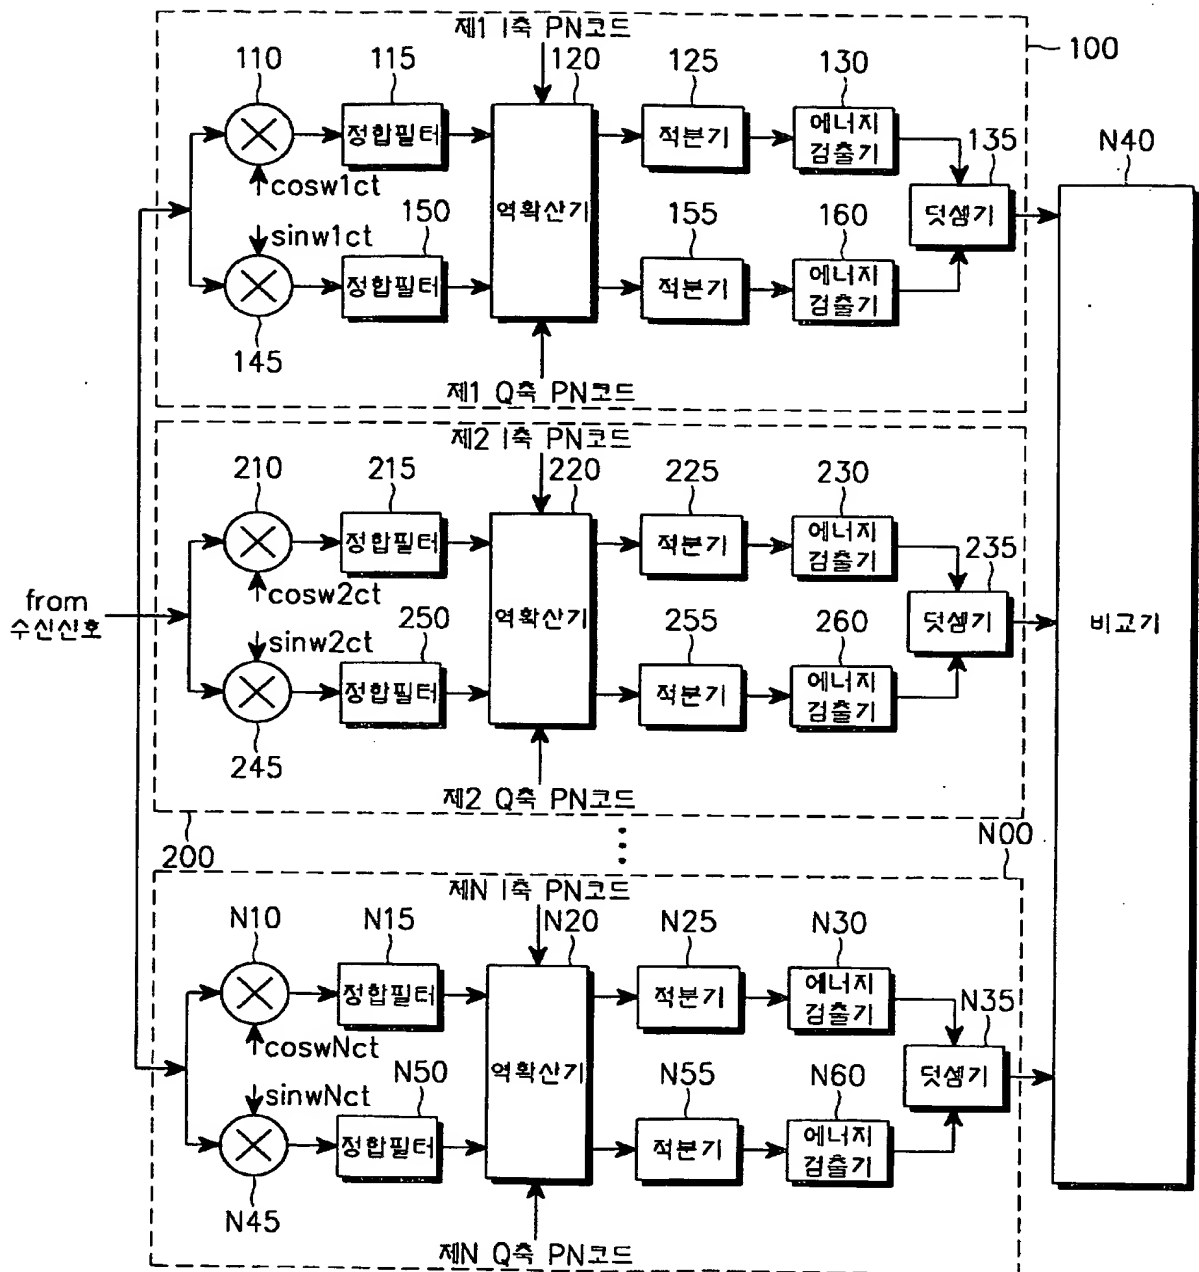 제1 I축 PN코드
100
110
115
120
125
130
정합필터
적분기
에너지
검출기
135
N40
cosw1ct
역확산기
덧셈기
sinw1ct
150
155
160
정합필터
적분기
에너지
검출기
145
제1 Q축 PN코드
제2 I축 PN코드
210
215
220
225
230
정합필터
적분기
에너지
검출기
235
from
수신신호
cosw2ct
역확산기
덧셈기
비교기
sinw2ct
250
255
260
정합필터
적분기
에너지
검출기
245
제2 Q축 PN코드
200
N00
제N I축 PN코드
N10
N15
N20
N25
N30
정합필터
적분기
에너지
검출기
N35
coswNct
역확산기
덧셈기
sinwNct
N50
N55
N60
정합필터
적분기
에너지
검출기
N45
제N Q축 PN코드